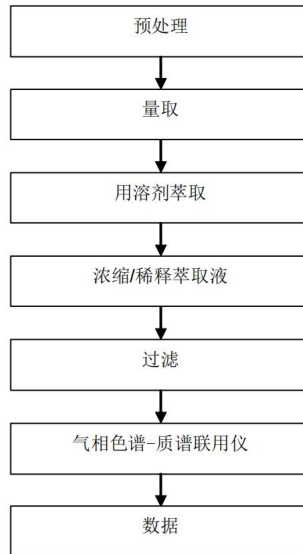 预处理
量取
用溶剂萃取
浓缩/稀释萃取液
过滤
气相色谱-质谱联用仪
数据